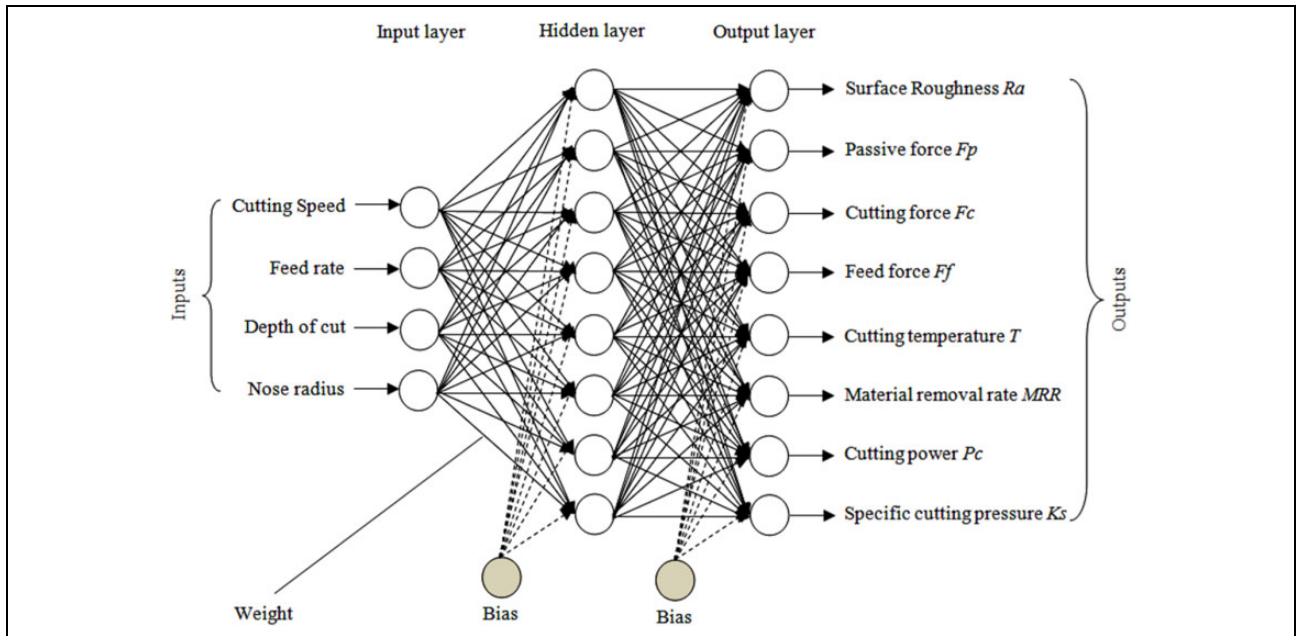 Input layer
Hidden layer
Output layer
Inputs
Cutting Speed
Feed rate
Depth of cut
Nose radius
Surface Roughness Ra
Passive force Fp
Cutting force Fc
Feed force Ff
Cutting temperature T
Material removal rate MRR
Cutting power Pc
Specific cutting pressure Ks
Outputs
Weight
Bias
Bias